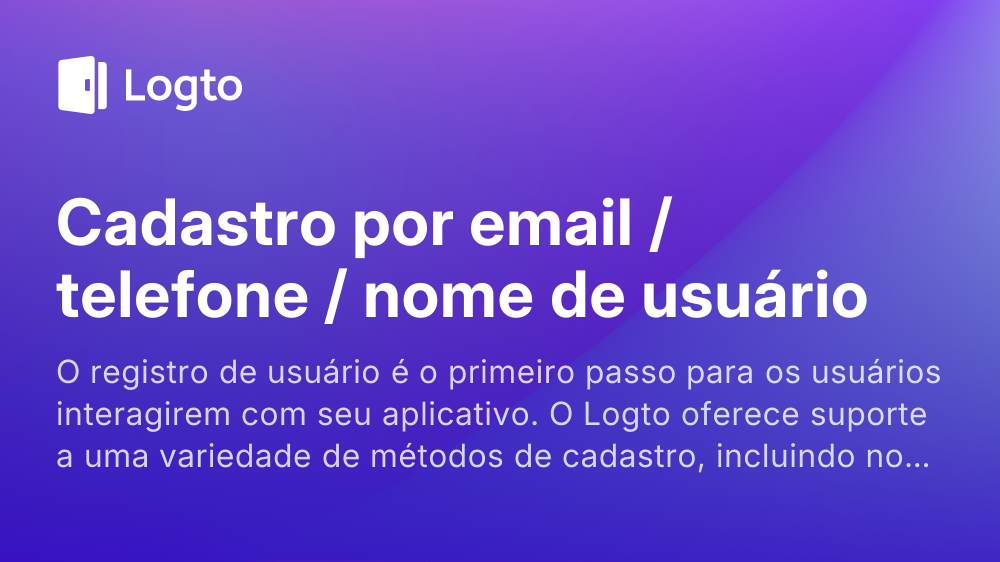 Logto
Cadastro por email /
telefone / nome de usuário
O registro de usuário é o primeiro passo para os usuários
interagirem com seu aplicativo. O Logto oferece suporte
a uma variedade de métodos de cadastro, incluindo no...